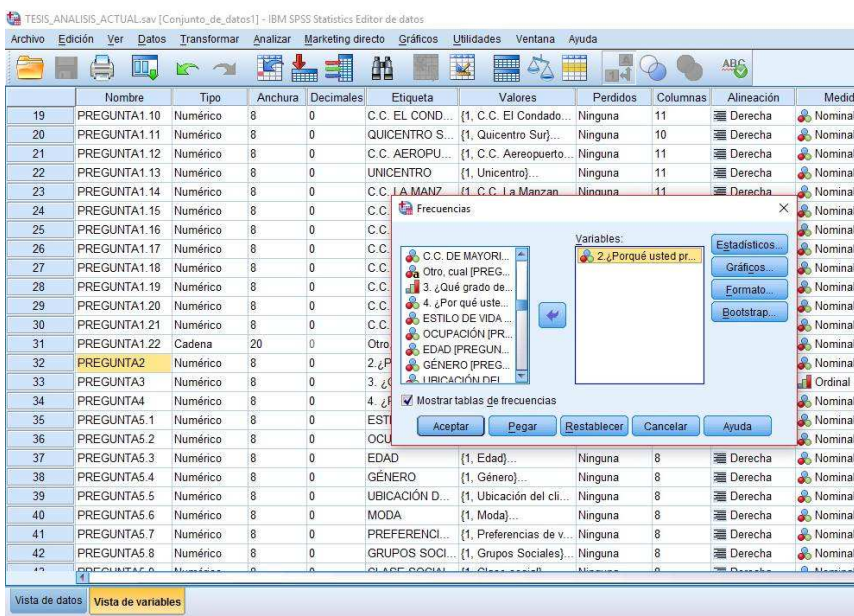 TESIS_ANALISIS_ACTUAL.sav [Conjunto_de_datos1] - IBM SPSS Statistics Editor de datos
Archivo Edición Ver Datos Transformar Analizar Marketing directo Gráficos Utilidades Ventana Ayuda
Nombre Tipo Anchura Decimales Etiqueta Valores Perdidos Columnas Alineación Medid
19 PREGUNTA1.10 Numérico 8 0 C.C. EL COND... {1, C.C. El Condado... Ninguna 11 Derecha Nominal
20 PREGUNTA1.11 Numérico 8 0 QUICENTRO S... {1, Quicentro Sur}... Ninguna 10 Derecha Nominal
21 PREGUNTA1.12 Numérico 8 0 C.C. AEROPU... {1, C.C. Aereopuerto... Ninguna 11 Derecha Nominal
22 PREGUNTA1.13 Numérico 8 0 UNICENTRO {1, Unicentro}... Ninguna 11 Derecha Nominal
23 PREGUNTA1.14 Numérico 8 0 C.C. LA MANZ... {1, C.C. La Manzan... Ninguna 11 Derecha Nominal
24 PREGUNTA1.15 Numérico 8 0 C.C. Nominal
25 PREGUNTA1.16 Numérico 8 0 C.C. Nominal
26 PREGUNTA1.17 Numérico 8 0 C.C. Nominal
27 PREGUNTA1.18 Numérico 8 0 C.C. Nominal
28 PREGUNTA1.19 Numérico 8 0 C.C. Nominal
29 PREGUNTA1.20 Numérico 8 0 C.C. Nominal
30 PREGUNTA1.21 Numérico 8 0 C.C. Nominal
31 PREGUNTA1.22 Cadena 20 0 Otro Nominal
32 PREGUNTA2 Numérico 8 0 2.¿P Nominal
33 PREGUNTA3 Numérico 8 0 3. ¿Q Ordinal
34 PREGUNTA4 Numérico 8 0 4. ¿P Nominal
35 PREGUNTA5.1 Numérico 8 0 ESTI Nominal
36 PREGUNTA5.2 Numérico 8 0 OCU Nominal
37 PREGUNTA5.3 Numérico 8 0 EDAD {1, Edad}... Ninguna 8 Derecha Nominal
38 PREGUNTA5.4 Numérico 8 0 GÉNERO {1, Género}... Ninguna 8 Derecha Nominal
39 PREGUNTA5.5 Numérico 8 0 UBICACIÓN D... {1, Ubicación del cli... Ninguna 8 Derecha Nominal
40 PREGUNTA5.6 Numérico 8 0 MODA {1, Moda}... Ninguna 8 Derecha Nominal
41 PREGUNTA5.7 Numérico 8 0 PREFERENCI... {1, Preferencias de v... Ninguna 8 Derecha Nominal
42 PREGUNTA5.8 Numérico 8 0 GRUPOS SOCI... {1, Grupos Sociales}... Ninguna 8 Derecha Nominal
Frecuencias
Variables:
C.C. DE MAYORI...
Otro, cual [PREG...
3. ¿Qué grado de...
4. ¿Por qué uste...
ESTILO DE VIDA ...
OCUPACIÓN [PR...
EDAD [PREGUN...
GÉNERO [PREG...
UBICACIÓN DEL
2.¿Porqué usted pr...
Estadísticos...
Gráficos...
Formato...
Bootstrap...
Mostrar tablas de frecuencias
Aceptar Pegar Restablecer Cancelar Ayuda
Vista de datos Vista de variables